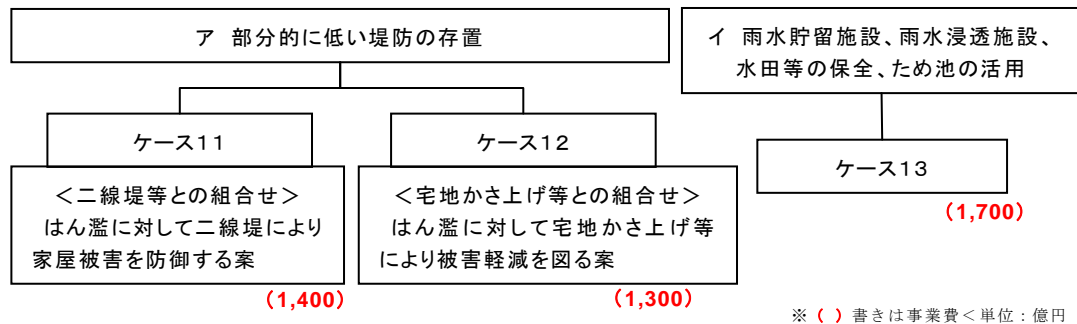 ア 部分的に低い堤防の存置
イ 雨水貯留施設、雨水浸透施設、
水田等の保全、ため池の活用
ケース11
＜二線堤等との組合せ＞
はん濫に対して二線堤により
家屋被害を防御する案
（1,400）
ケース12
＜宅地かさ上げ等との組合せ＞
はん濫に対して宅地かさ上げ等
により被害軽減を図る案
（1,300）
ケース13
（1,700）
※（ ）書きは事業費＜単位：億円